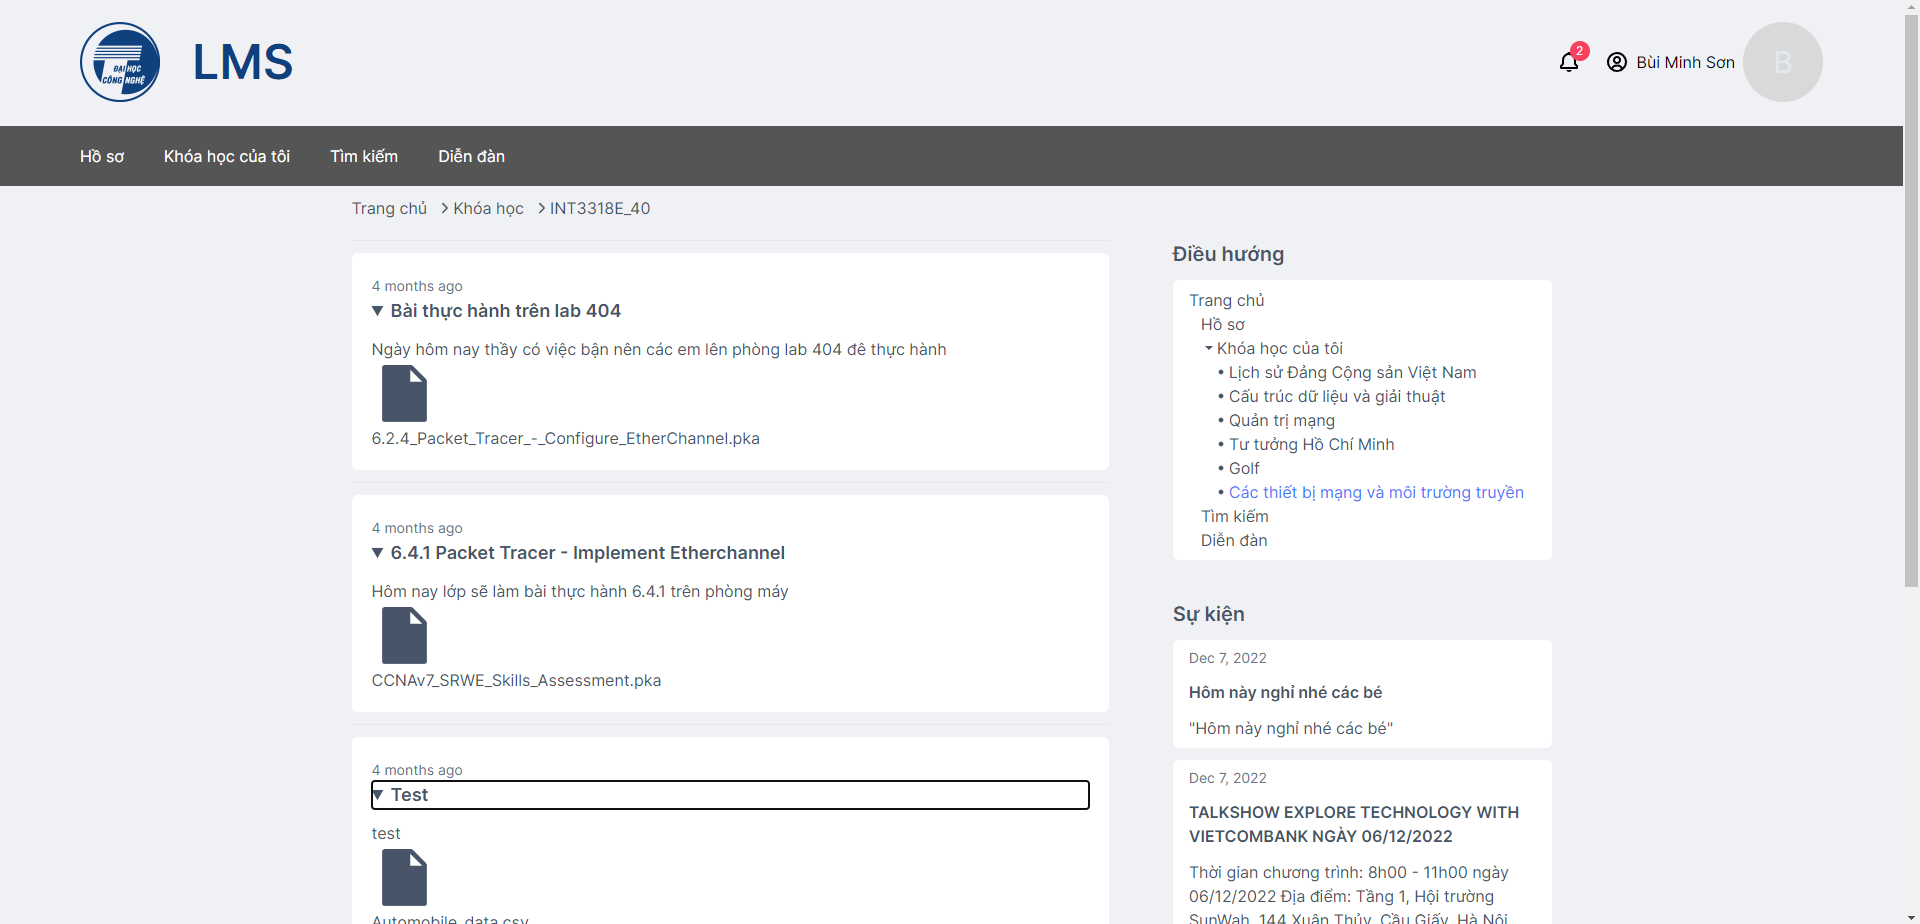 ĐẠI HỌC
CÔNG NGHỆ
LMS
2
Bùi Minh Sơn
B
Hồ sơ
Khóa học của tôi
Tìm kiếm
Diễn đàn
Trang chủ > Khóa học > INT3318E_40
4 months ago
Bài thực hành trên lab 404
Ngày hôm nay thầy có việc bận nên các em lên phòng lab 404 đê thực hành
6.2.4_Packet_Tracer_-_Configure_EtherChannel.pka
4 months ago
6.4.1 Packet Tracer - Implement Etherchannel
Hôm nay lớp sẽ làm bài thực hành 6.4.1 trên phòng máy
CCNAv7_SRWE_Skills_Assessment.pka
4 months ago
Test
test
Automobile_data.csv
Điều hướng
Trang chủ
Hồ sơ
Khóa học của tôi
• Lịch sử Đảng Cộng sản Việt Nam
• Cấu trúc dữ liệu và giải thuật
• Quản trị mạng
• Tư tưởng Hồ Chí Minh
• Golf
• Các thiết bị mạng và môi trường truyền
Tìm kiếm
Diễn đàn
Sự kiện
Dec 7, 2022
Hôm này nghỉ nhé các bé
"Hôm này nghỉ nhé các bé"
Dec 7, 2022
TALKSHOW EXPLORE TECHNOLOGY WITH
VIETCOMBANK NGÀY 06/12/2022
Thời gian chương trình: 8h00 - 11h00 ngày
06/12/2022 Địa điểm: Tầng 1, Hội trường
SunWah, 144 Xuân Thủy, Cầu Giấy, Hà Nội